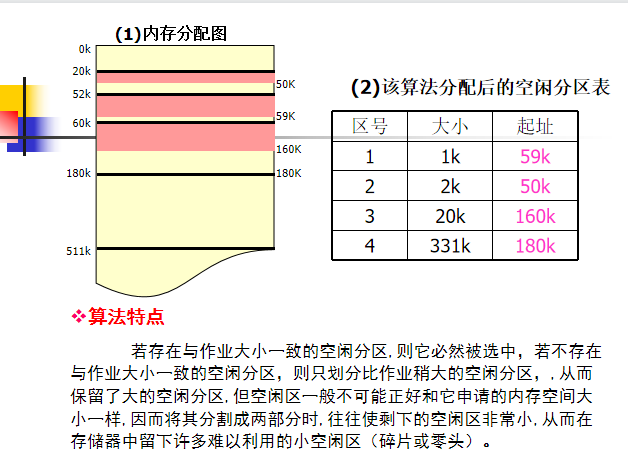 (1)内存分配图
0k
20k
50K
52k
59K
60k
160K
180k
180K
511k
(2)该算法分配后的空闲分区表
区号 大小 起址
1 1k 59k
2 2k 50k
3 20k 160k
4 331k 180k
❖算法特点
若存在与作业大小一致的空闲分区,则它必然被选中，若不存在
与作业大小一致的空闲分区，则只划分比作业稍大的空闲分区，,从而
保留了大的空闲分区,但空闲区一般不可能正好和它申请的内存空间大
小一样,因而将其分割成两部分时,往往使剩下的空闲区非常小,从而在
存储器中留下许多难以利用的小空闲区（碎片或零头）。